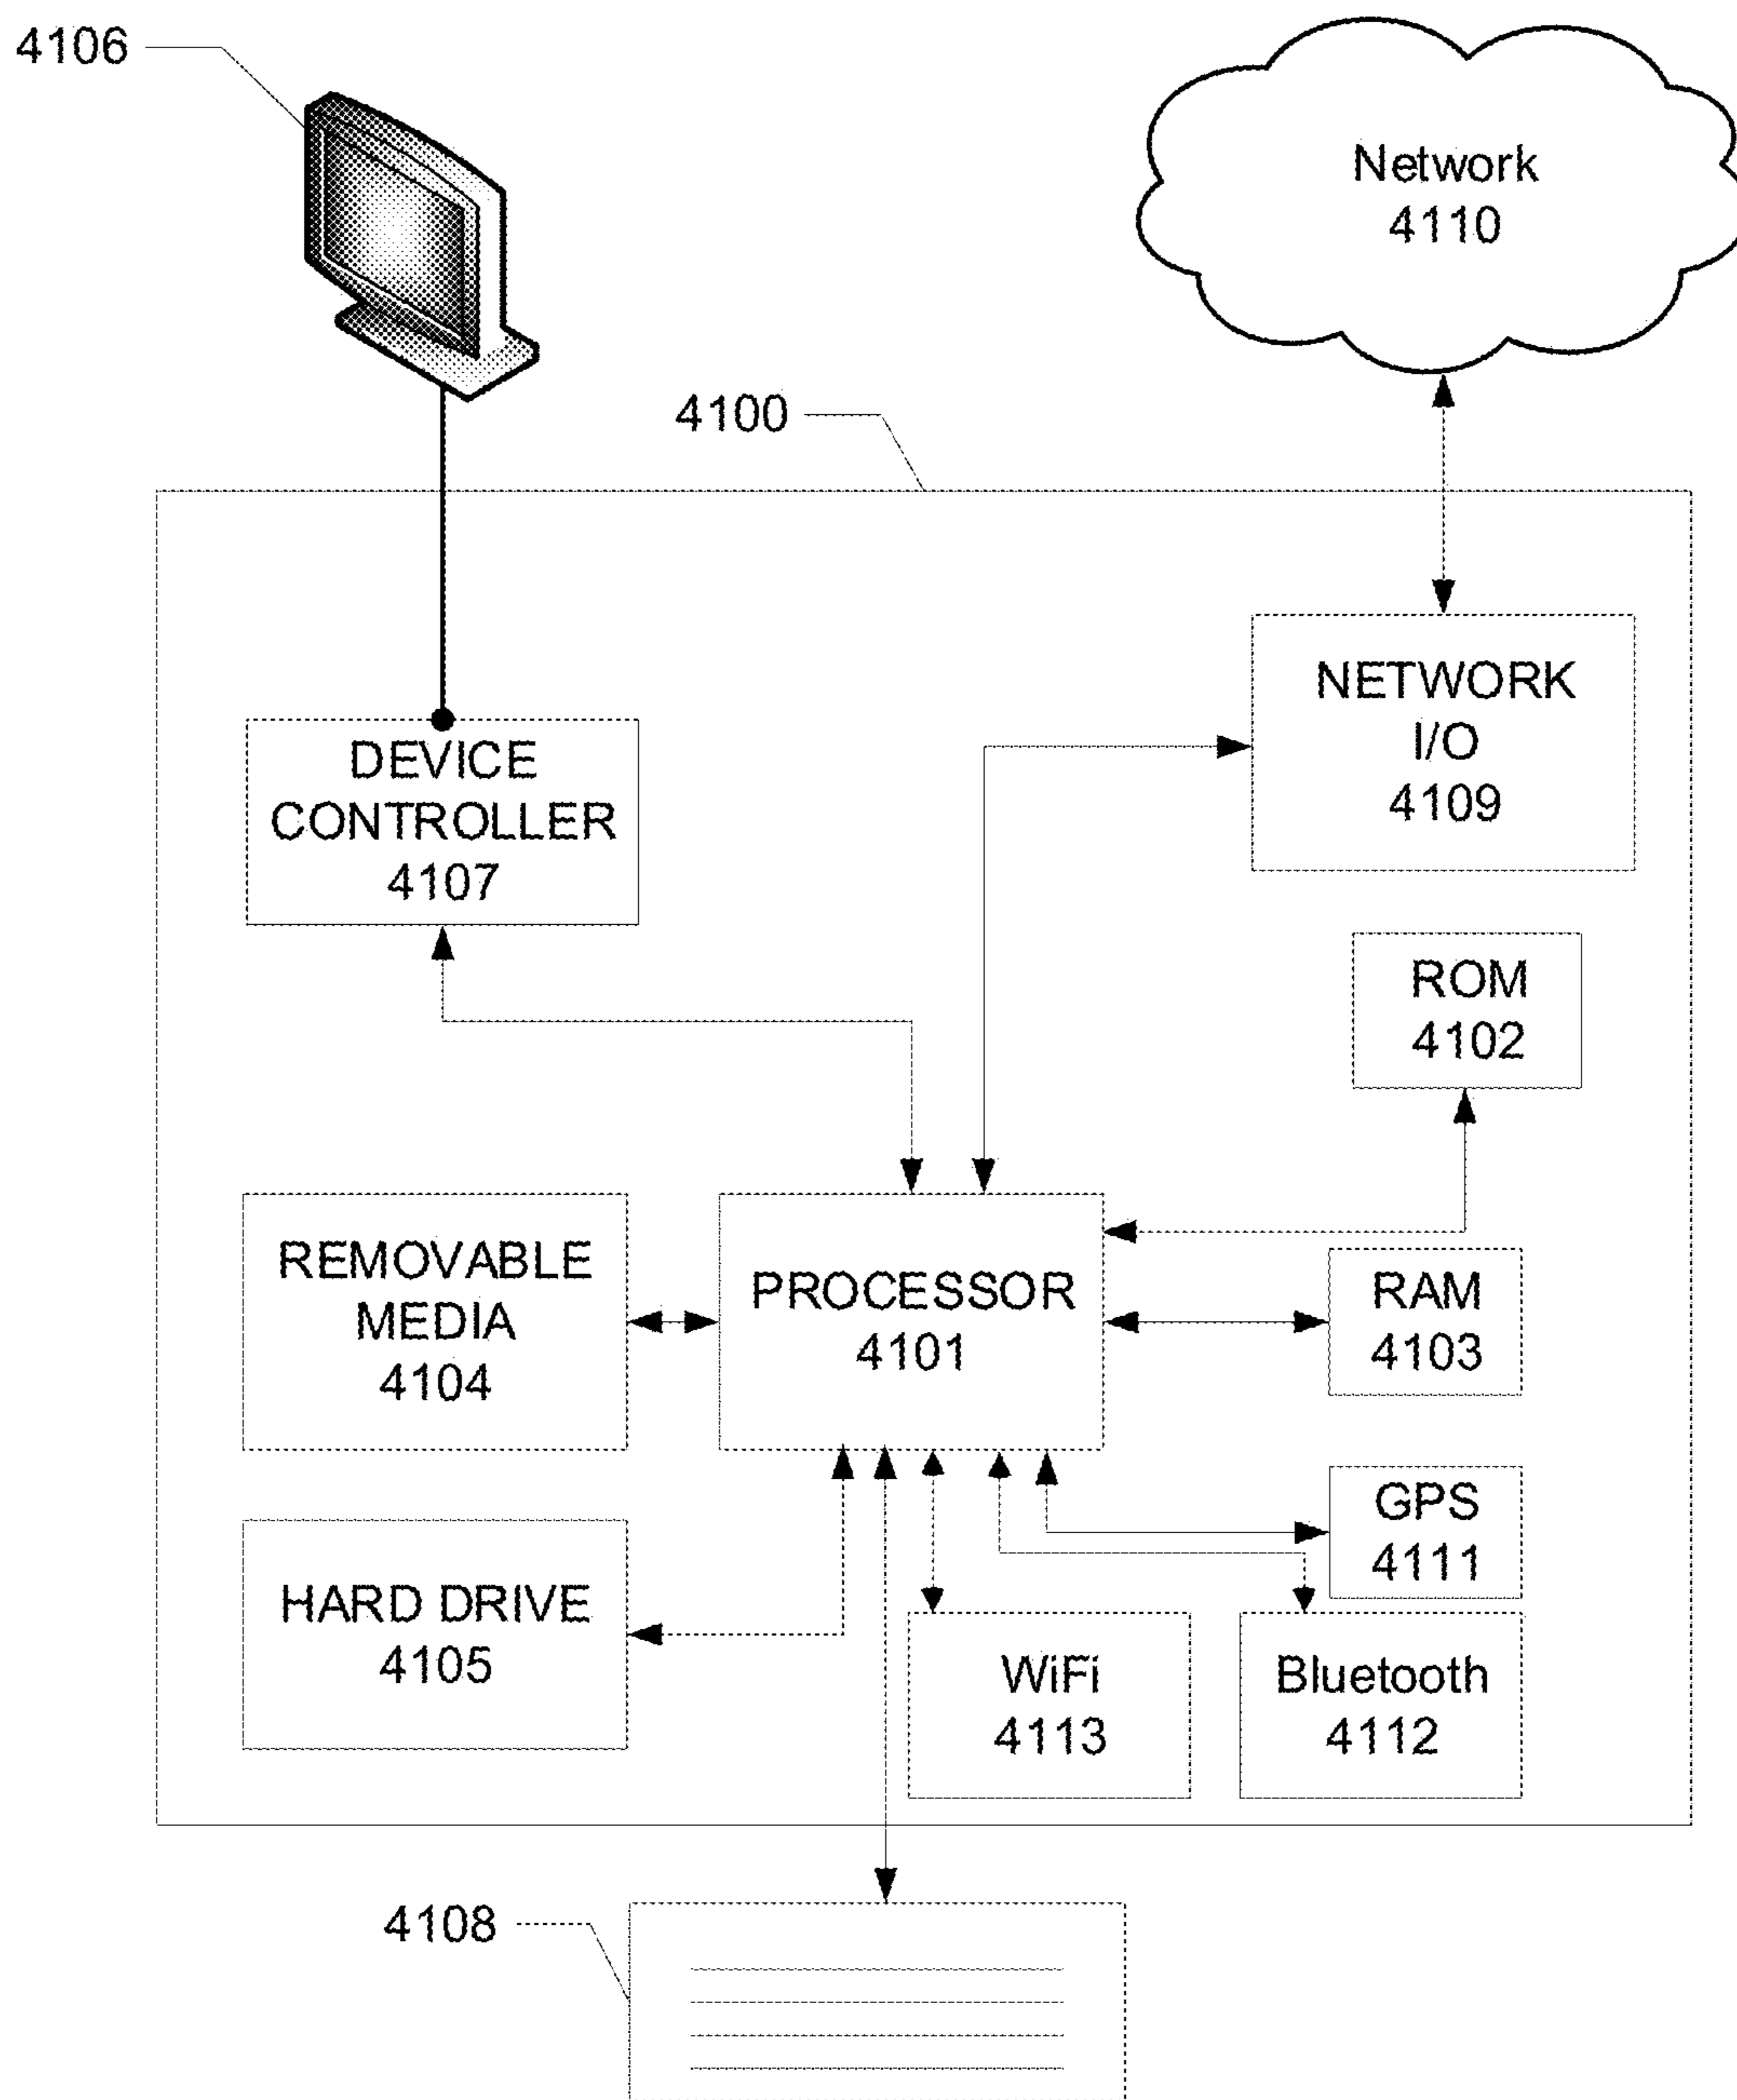 4106
Network
4110
4100
NETWORK
I/O
4109
DEVICE
CONTROLLER
4107
ROM
4102
REMOVABLE
MEDIA
4104
PROCESSOR
4101
RAM
4103
GPS
4111
HARD DRIVE
4105
WiFi
4113
Bluetooth
4112
4108